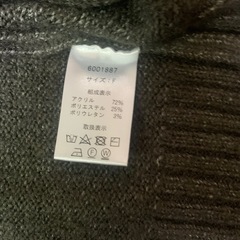 6001887
サイズ：F
組成表示
アクリル 72%
ポリエステル 25%
ポリウレタン 3%
取扱表示